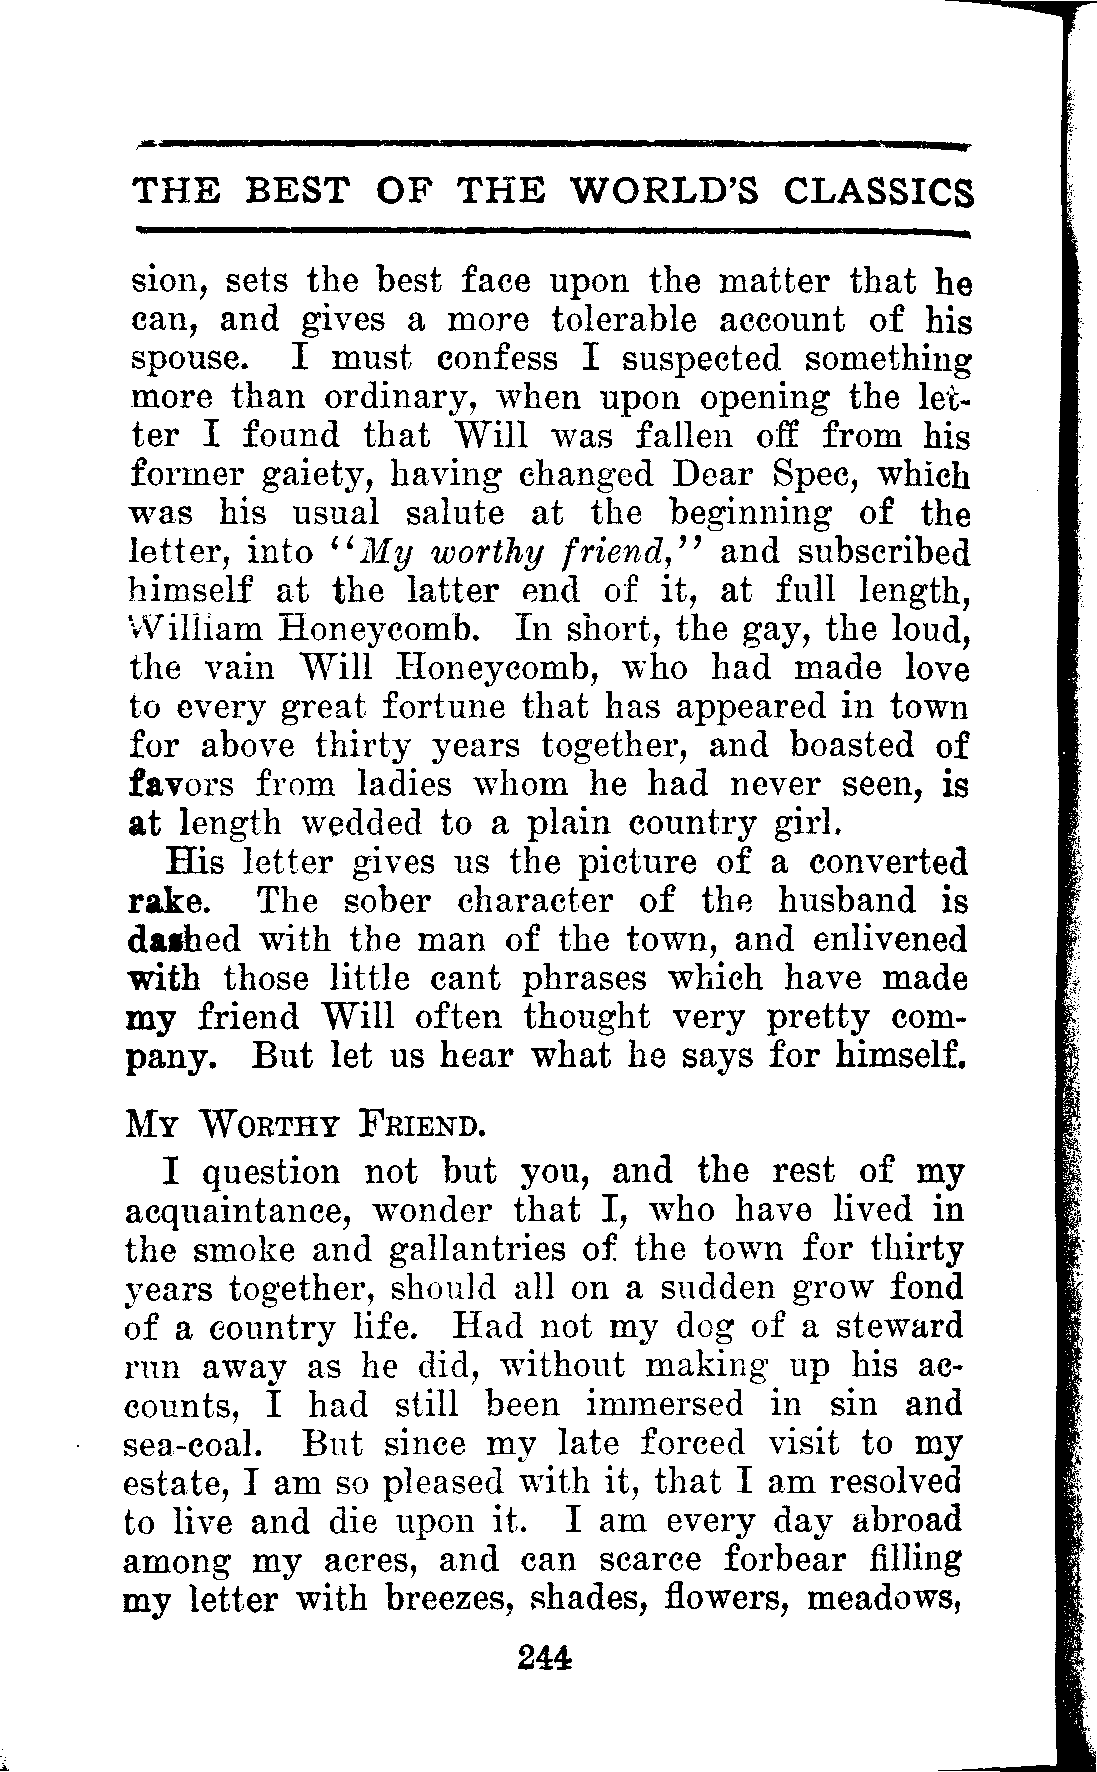 THE BEST OF THE WORLD'S CLASSICS
sion, sets the best face upon the matter that he
can, and gives a more tolerable account of his
spouse. I must confess I suspected something
more than ordinary, when upon opening the let-
ter I found that Will was fallen off from his
former gaiety, having changed Dear Spec, which
was his usual salute at the beginning of the
letter, into "My worthy friend," and subscribed
himself at the latter end of it, at full length,
William Honeycomb. In short, the gay, the loud,
the vain Will Honeycomb, who had made love
to every great fortune that has appeared in town
for above thirty years together, and boasted of
favors from ladies whom he had never seen, is
at length wedded to a plain country girl.
His letter gives us the picture of a converted
rake. The sober character of the husband is
dashed with the man of the town, and enlivened
with those little cant phrases which have made
my friend Will often thought very pretty com-
pany. But let us hear what he says for himself.
MY WORTHY FRIEND.
I question not but you, and the rest of my
acquaintance, wonder that I, who have lived in
the smoke and gallantries of the town for thirty
years together, should all on a sudden grow fond
of a country life. Had not my dog of a steward
run away as he did, without making up his ac-
counts, I had still been immersed in sin and
sea-coal. But since my late forced visit to my
estate, I am so pleased with it, that I am resolved
to live and die upon it. I am every day abroad
among my acres, and can scarce forbear filling
my letter with breezes, shades, flowers, meadows,
244